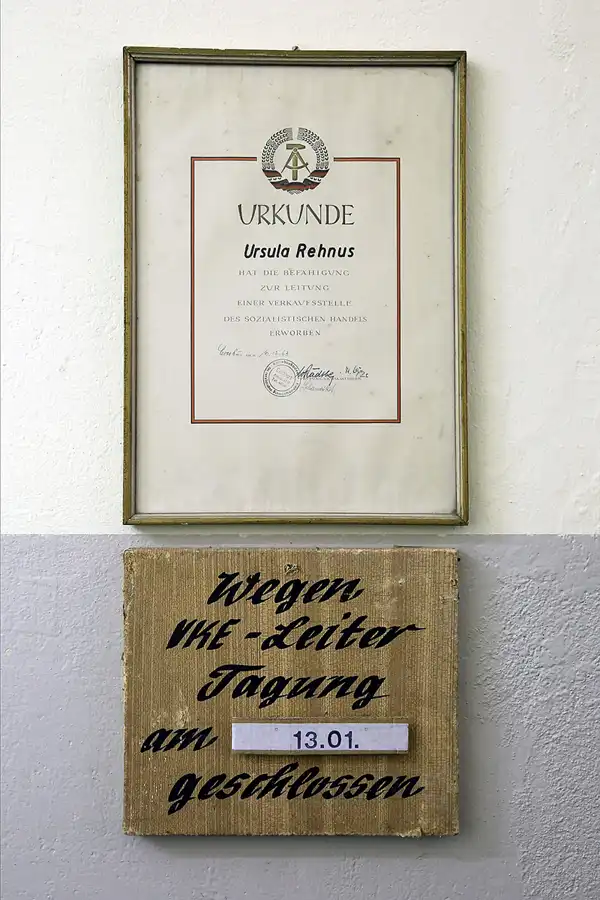 URKUNDE
Ursula Rehnus
HAT DIE BEFÄHIGUNG
ZUR LEITUNG
EINER VERKAUFSSTELLE
DES SOZIALISTISCHEN HANDELS
ERWORBEN
Wegen
VKE-Leiter
Tagung
am 13.01.
geschlossen